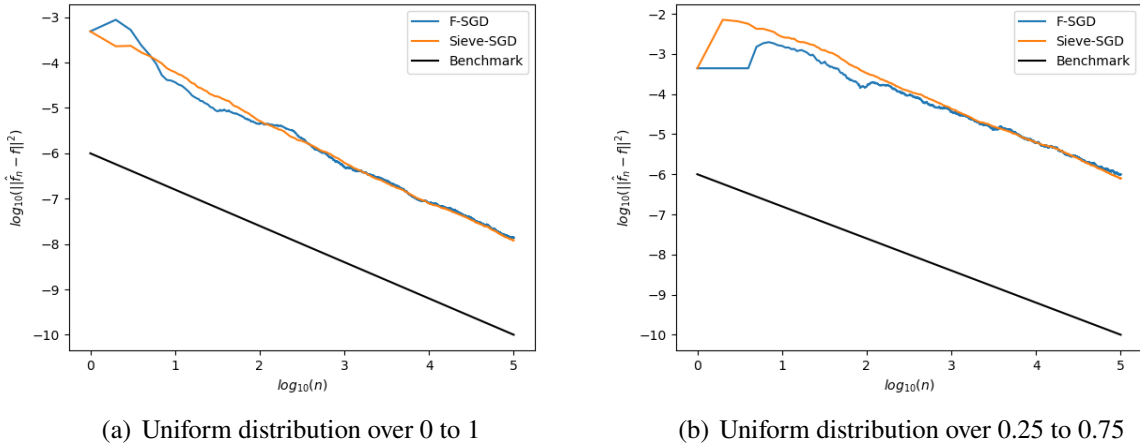 F-SGD
Sieve-SGD
Benchmark
−3
−4
−5
−6
−7
−8
−9
−10
log₁₀(||f̂ₙ − f||²)
0 1 2 3 4 5
log₁₀(n)
(a) Uniform distribution over 0 to 1
F-SGD
Sieve-SGD
Benchmark
−2
−3
−4
−5
−6
−7
−8
−9
−10
log₁₀(||f̂ₙ − f||²)
0 1 2 3 4 5
log₁₀(n)
(b) Uniform distribution over 0.25 to 0.75